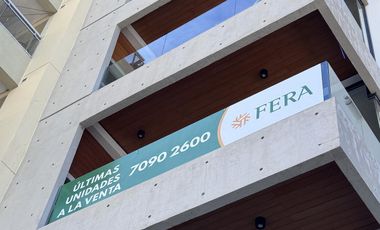 ÚLTIMAS
UNIDADES
A LA VENTA
7090 2600
FERA